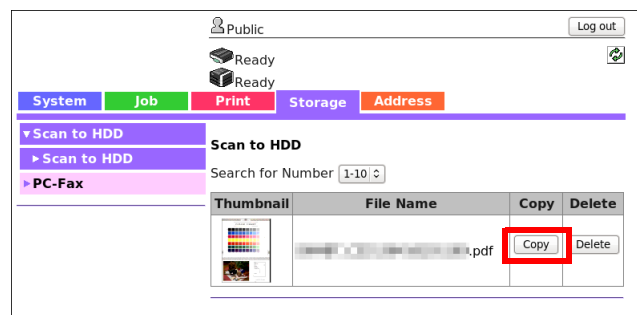 Public
Log out
Ready
Ready
System Job Print Storage Address
▼Scan to HDD
►Scan to HDD
►PC-Fax
Scan to HDD
Search for Number 1-10
Thumbnail File Name Copy Delete
.pdf Copy Delete